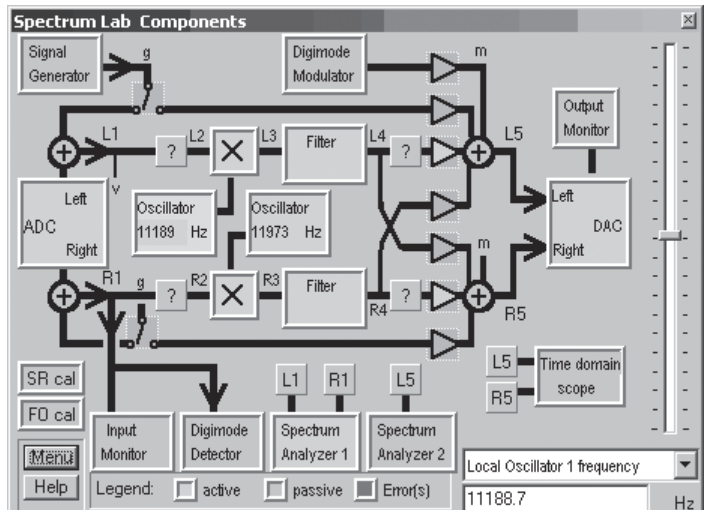 Spectrum Lab Components
Signal
Generator
g
Digimode
Modulator
m
Output
Monitor
L1
?
L2
L3
Filter
L4
?
L5
v
Left
ADC
Right
Oscillator
11189 Hz
Oscillator
11973 Hz
Left
DAC
Right
R1
g
?
R2
R3
Filter
R4
?
m
R5
SR cal
FO cal
L1
R1
L5
L5
R5
Time domain
scope
Input
Monitor
Digimode
Detector
Spectrum
Analyzer 1
Spectrum
Analyzer 2
Menu
Help
Legend: active passive Error(s)
Local Oscillator 1 frequency
11188.7 Hz